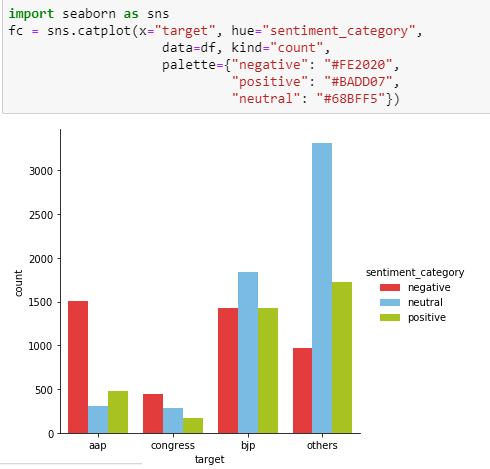 import seaborn as sns
fc = sns.catplot(x="target", hue="sentiment_category",
data=df, kind="count",
palette={"negative": "#FE2020",
"positive": "#BADD07",
"neutral": "#68BFF5"})
3000
2500
2000
1500
1000
500
0
count
aap congress bjp others
target
sentiment_category
negative
neutral
positive